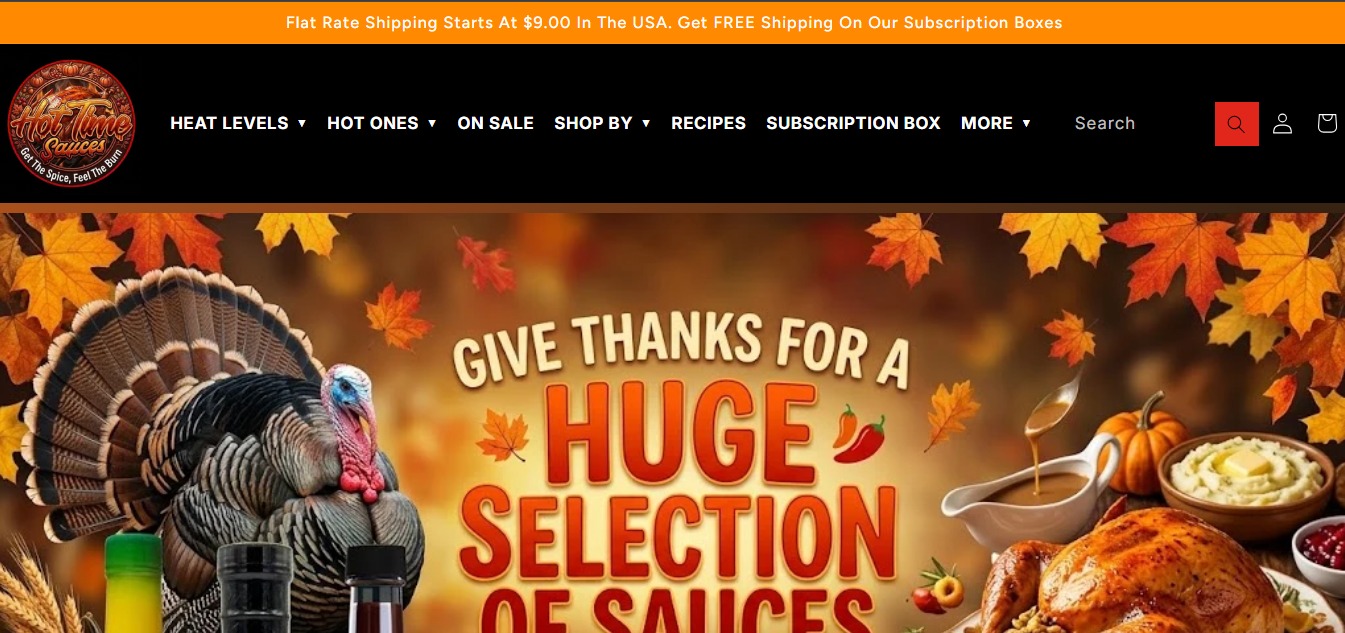 Flat Rate Shipping Starts At $9.00 In The USA. Get FREE Shipping On Our Subscription Boxes
Hot Time
Sauces
Get The Spice, Feel The Burn
HEAT LEVELS ▼ HOT ONES ▼ ON SALE SHOP BY ▼ RECIPES SUBSCRIPTION BOX MORE ▼ Search
GIVE THANKS FOR A
HUGE
SELECTION
OF SAUCES